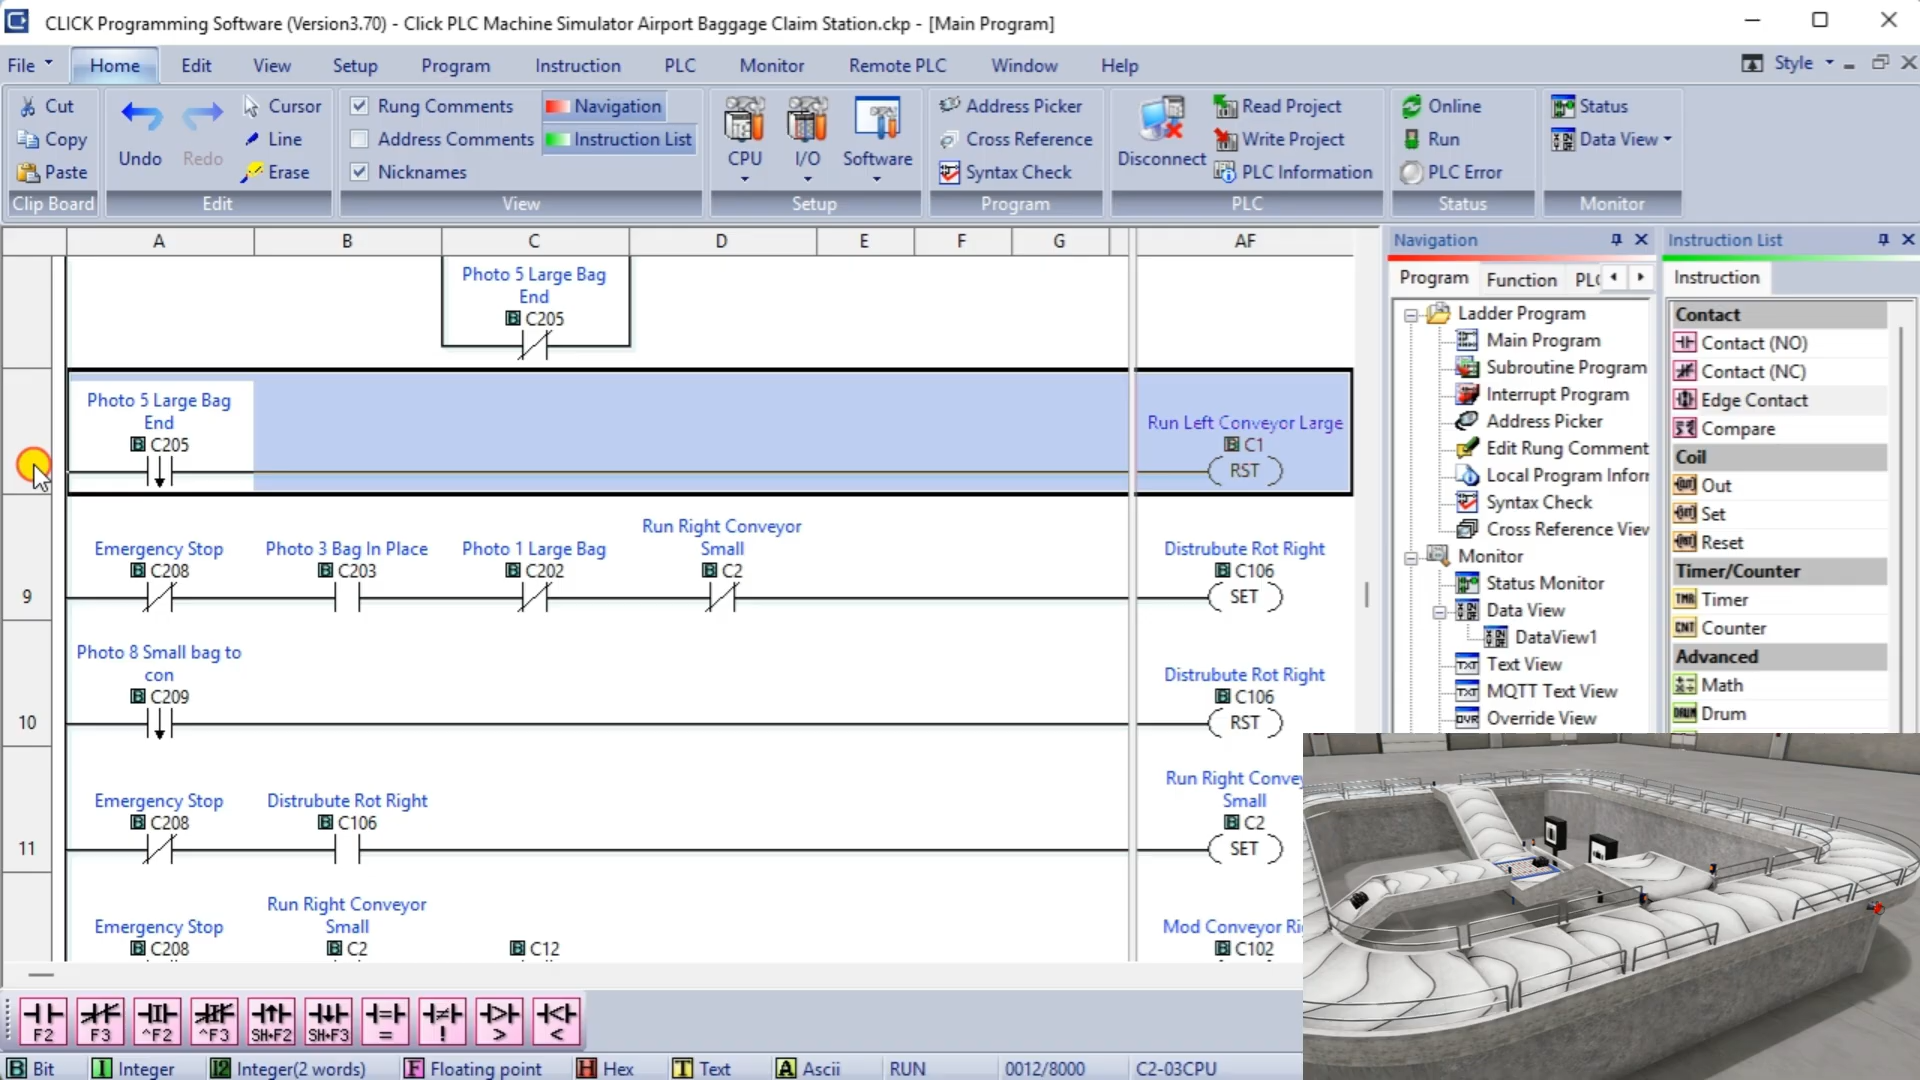 CLICK Programming Software (Version3.70) - Click PLC Machine Simulator Airport Baggage Claim Station.ckp - [Main Program]
File Home Edit View Setup Program Instruction PLC Monitor Remote PLC Window Help Style
Cut
Copy
Paste
Clip Board
Undo
Redo
Cursor
Line
Erase
Edit
Rung Comments
Address Comments
Nicknames
Navigation
Instruction List
View
CPU
I/O
Software
Setup
Address Picker
Cross Reference
Syntax Check
Program
Disconnect
Read Project
Write Project
PLC Information
PLC
Online
Run
PLC Error
Status
Status
Data View
Monitor
A B C D E F G AF
Photo 5 Large Bag
End
B C205
Photo 5 Large Bag
End
B C205
Run Left Conveyor Large
B C1
RST
9
Emergency Stop
B C208
Photo 3 Bag In Place
B C203
Photo 1 Large Bag
B C202
Run Right Conveyor
Small
B C2
Distrubute Rot Right
B C106
SET
10
Photo 8 Small bag to
con
B C209
Distrubute Rot Right
B C106
RST
11
Emergency Stop
B C208
Distrubute Rot Right
B C106
Run Right Convey
Small
B C2
SET
Emergency Stop
B C208
Run Right Conveyor
Small
B C2
B C12
Mod Conveyor Ri
B C102
Navigation
Program Function PL
Ladder Program
Main Program
Subroutine Program
Interrupt Program
Address Picker
Edit Rung Comment
Local Program Infor
Syntax Check
Cross Reference Viev
Monitor
Status Monitor
Data View
DataView1
TXT Text View
TXT MQTT Text View
OVR Override View
Instruction List
Instruction
Contact
Contact (NO)
Contact (NC)
Edge Contact
Compare
Coil
Out
Set
Reset
Timer/Counter
TMR Timer
CNT Counter
Advanced
Math
DRUM Drum
F2 F3 ^F2 ^F3 SH+F2 SH+F3 = ! > <
B Bit I Integer I2 Integer(2 words) F Floating point H Hex T Text A Ascii RUN 0012/8000 C2-03CPU